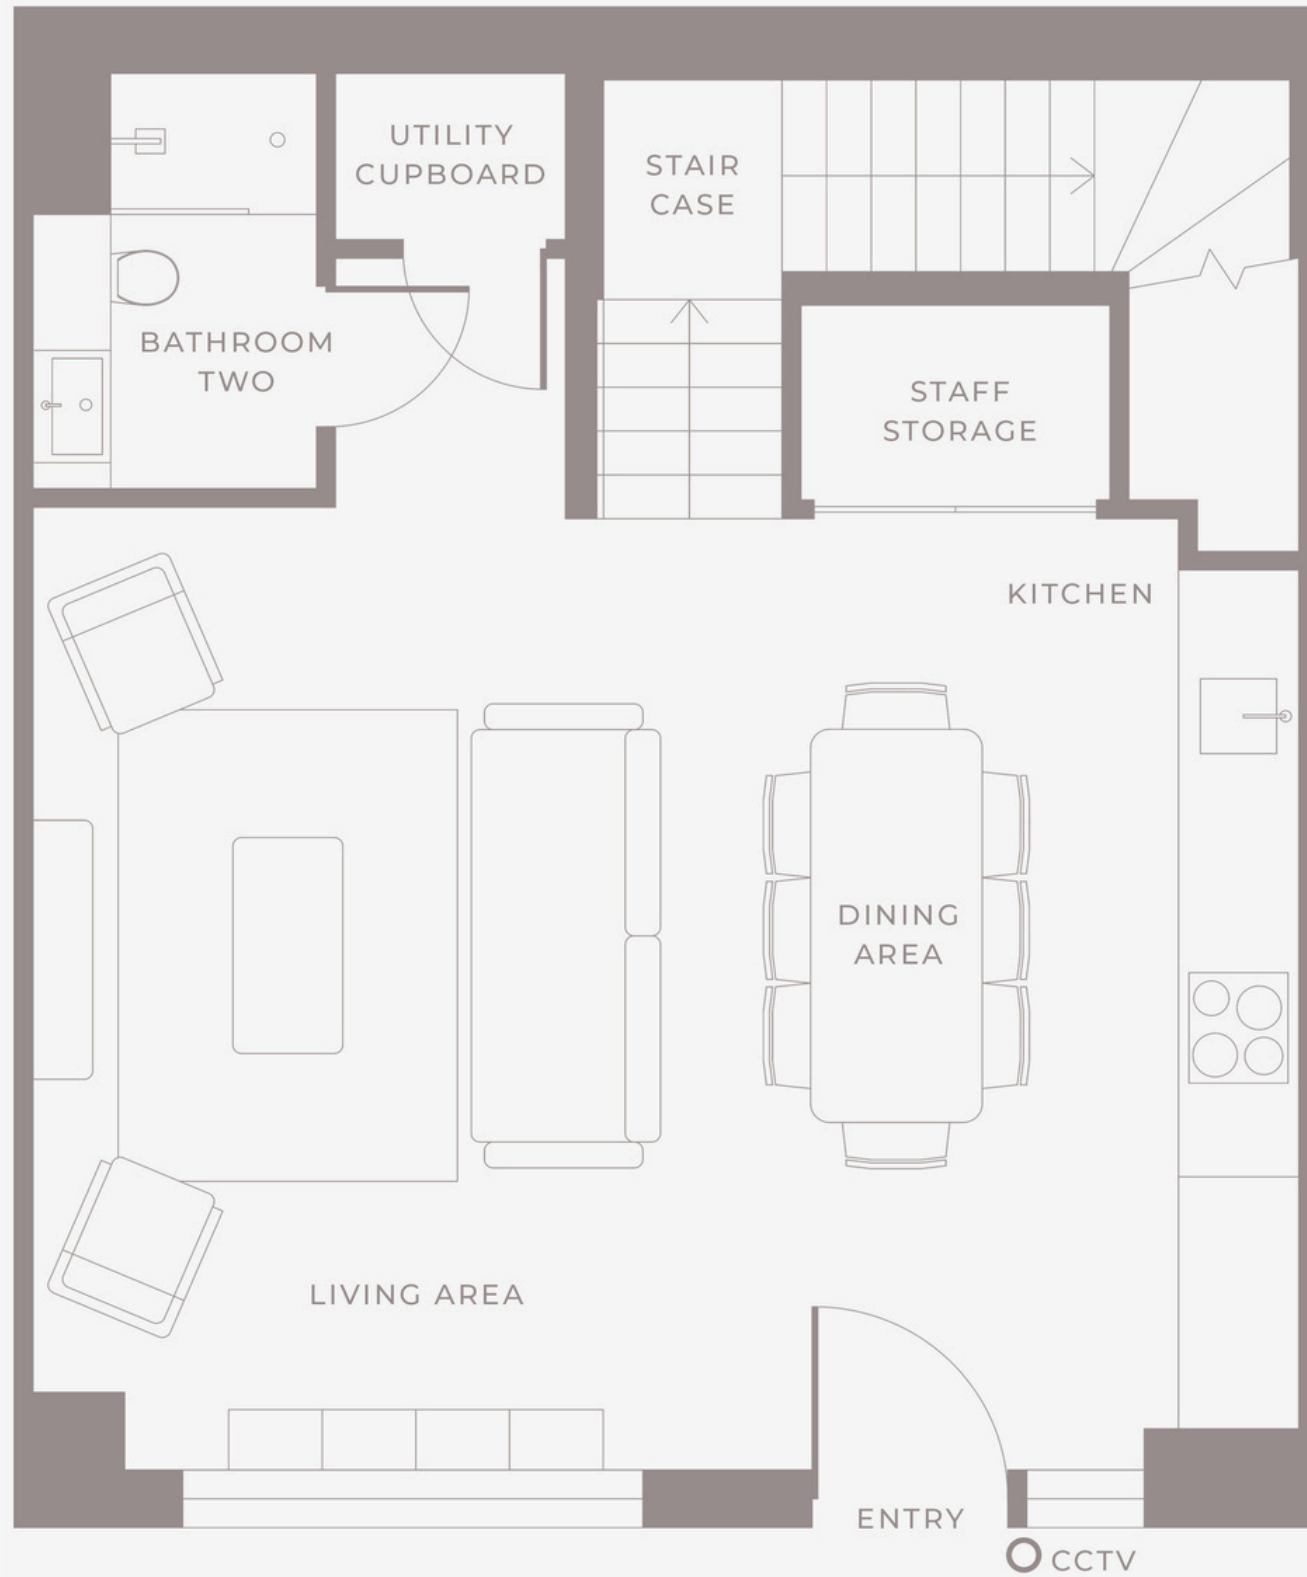 UTILITY
CUPBOARD
STAIR
CASE
BATHROOM
TWO
STAFF
STORAGE
KITCHEN
DINING
AREA
LIVING AREA
ENTRY
CCTV